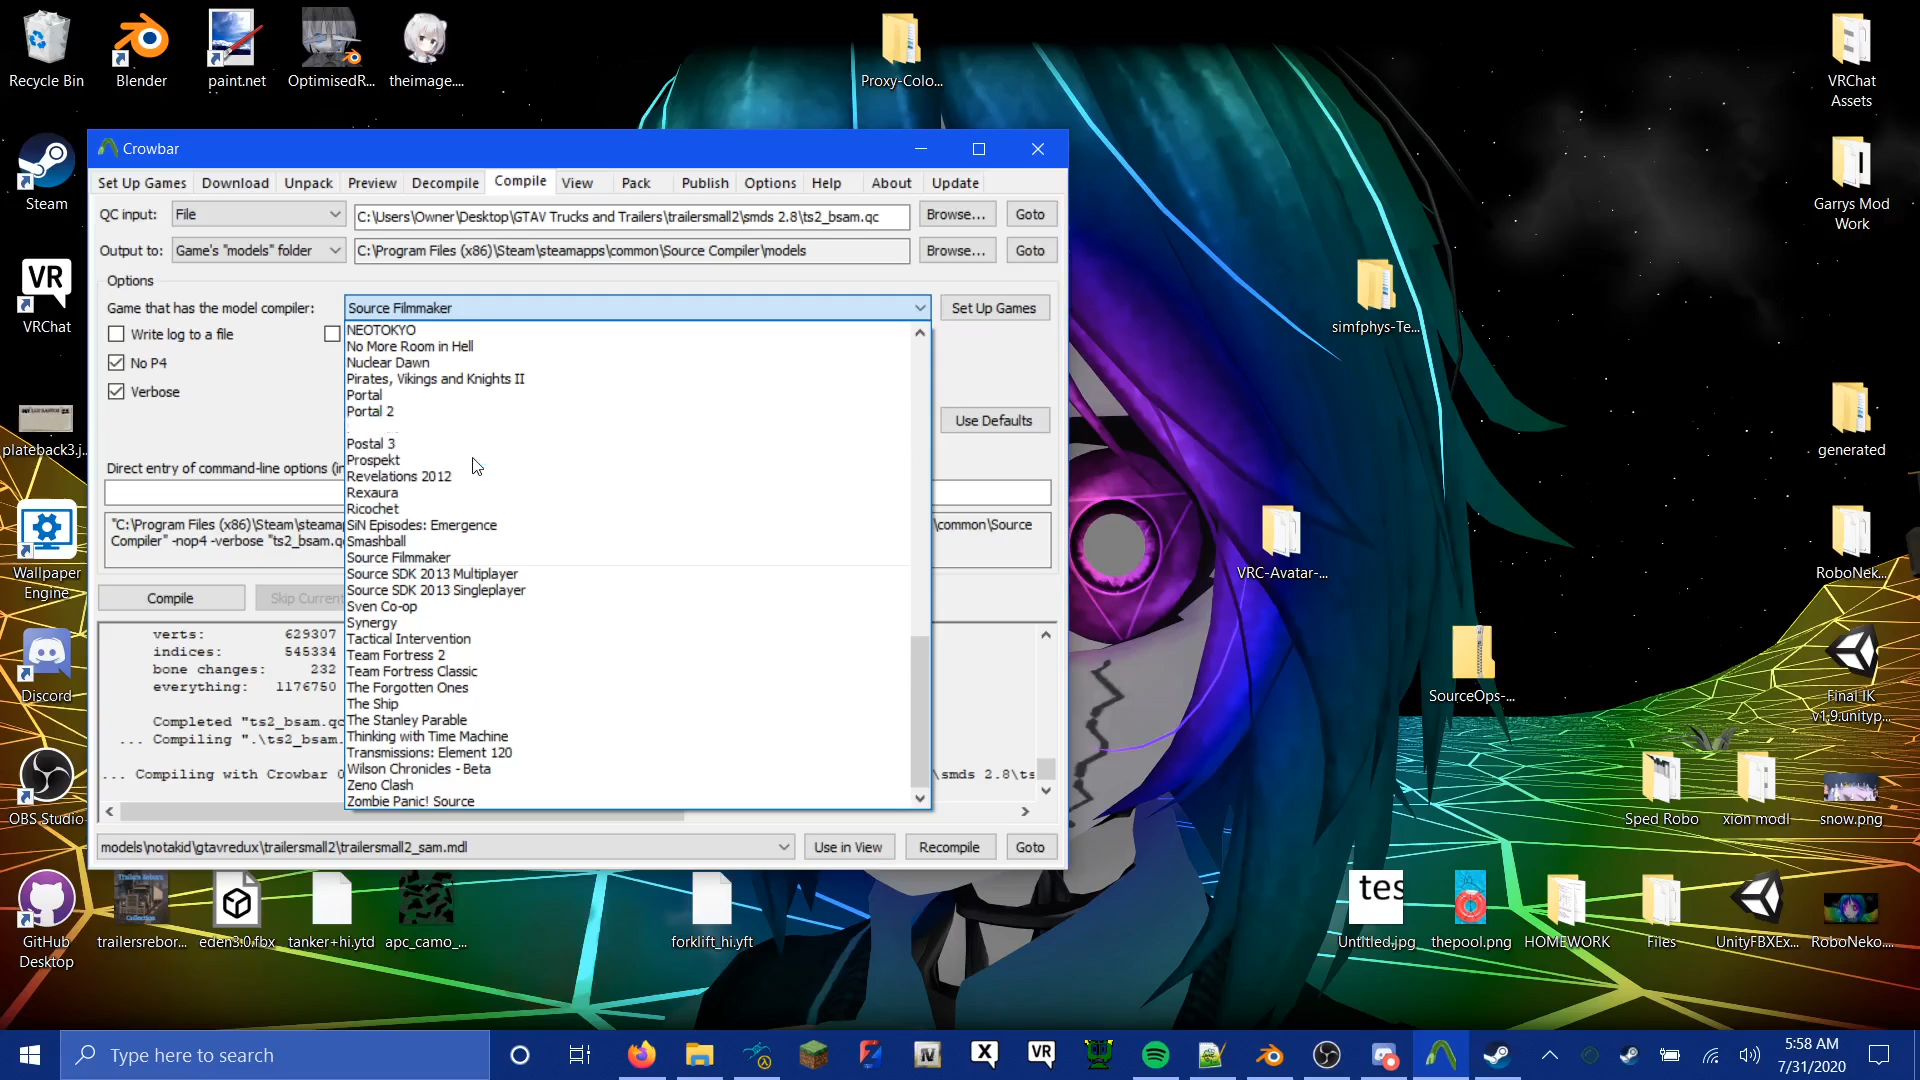 Recycle Bin
Blender
paint.net
OptimisedR...
theimage....
Proxy-Colo...
VRChat
Assets
Steam
Garrys Mod
Work
VR
VRChat
simfphys-Te...
plateback3.j...
generated
Wallpaper
Engine
VRC-Avatar-...
RoboNek...
Discord
SourceOps-...
Final IK
v1.9.unityp...
OBS Studio
Sped Robo
xion modl
snow.png
GitHub
Desktop
trailersrebor...
eden3.0.fbx
tanker+hi.ytd
apc_camo_...
forklift_hi.yft
tes
Untitled.jpg
thepool.png
HOMEWORK
Files
UnityFBXEx...
RoboNeko....
Crowbar
Set Up Games
Download
Unpack
Preview
Decompile
Compile
View
Pack
Publish
Options
Help
About
Update
QC input:
File
C:\Users\Owner\Desktop\GTAV Trucks and Trailers\trailersmall2\smds 2.8\ts2_bsam.qc
Browse...
Goto
Output to:
Game's "models" folder
C:\Program Files (x86)\Steam\steamapps\common\Source Compiler\models
Browse...
Goto
Options
Game that has the model compiler:
Source Filmmaker
Set Up Games
Write log to a file
No P4
Verbose
Use Defaults
Direct entry of command-line options (in
"C:\Program Files (x86)\Steam\steama
\common\Source
Compiler" -nop4 -verbose "ts2_bsam.qc
Compile
Skip Current
NEOTOKYO
No More Room in Hell
Nuclear Dawn
Pirates, Vikings and Knights II
Portal
Portal 2
Postal 3
Prospekt
Revelations 2012
Rexaura
Ricochet
SiN Episodes: Emergence
Smashball
Source Filmmaker
Source SDK 2013 Multiplayer
Source SDK 2013 Singleplayer
Sven Co-op
Synergy
Tactical Intervention
Team Fortress 2
Team Fortress Classic
The Forgotten Ones
The Ship
The Stanley Parable
Thinking with Time Machine
Transmissions: Element 120
Wilson Chronicles - Beta
Zeno Clash
Zombie Panic! Source
verts: 629307
indices: 545334
bone changes: 232
everything: 1176750
Completed "ts2_bsam.qc
... Compiling ".\ts2_bsam.
... Compiling with Crowbar 0
\smds 2.8\ts
models\notakid\gtavredux\trailersmall2\trailersmall2_sam.mdl
Use in View
Recompile
Goto
Type here to search
IV
X
VR
5:58 AM
7/31/2020